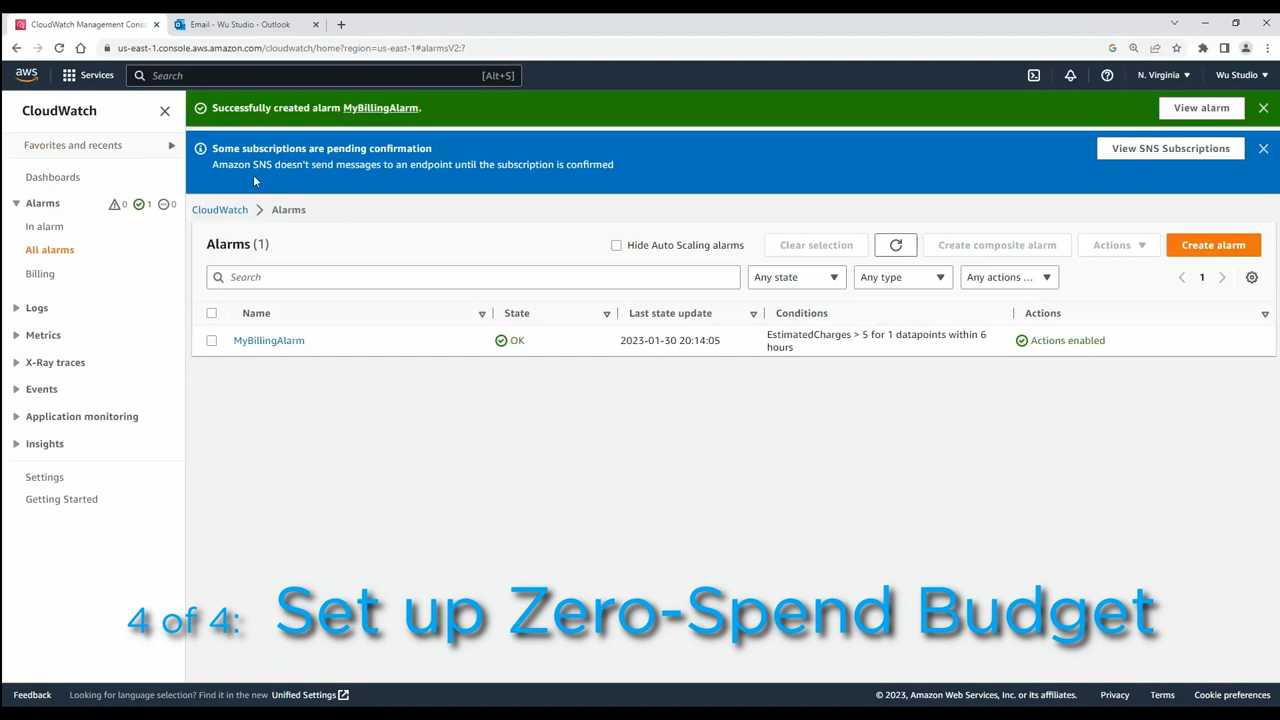 CloudWatch Management Conso
Email - Wu Studio - Outlook
us-east-1.console.aws.amazon.com/cloudwatch/home?region=us-east-1#alarmsV2:?
aws
Services
Search
[Alt+S]
N. Virginia
Wu Studio
CloudWatch
Favorites and recents
Dashboards
Alarms
0
1
0
In alarm
All alarms
Billing
Logs
Metrics
X-Ray traces
Events
Application monitoring
Insights
Settings
Getting Started
Successfully created alarm MyBillingAlarm.
View alarm
Some subscriptions are pending confirmation
Amazon SNS doesn't send messages to an endpoint until the subscription is confirmed
View SNS Subscriptions
CloudWatch
Alarms
Alarms (1)
Hide Auto Scaling alarms
Clear selection
Create composite alarm
Actions
Create alarm
Search
Any state
Any type
Any actions ...
1
Name
State
Last state update
Conditions
Actions
MyBillingAlarm
OK
2023-01-30 20:14:05
EstimatedCharges > 5 for 1 datapoints within 6
hours
Actions enabled
4 of 4: Set up Zero-Spend Budget
Feedback
Looking for language selection? Find it in the new Unified Settings
© 2023, Amazon Web Services, Inc. or its affiliates.
Privacy
Terms
Cookie preferences